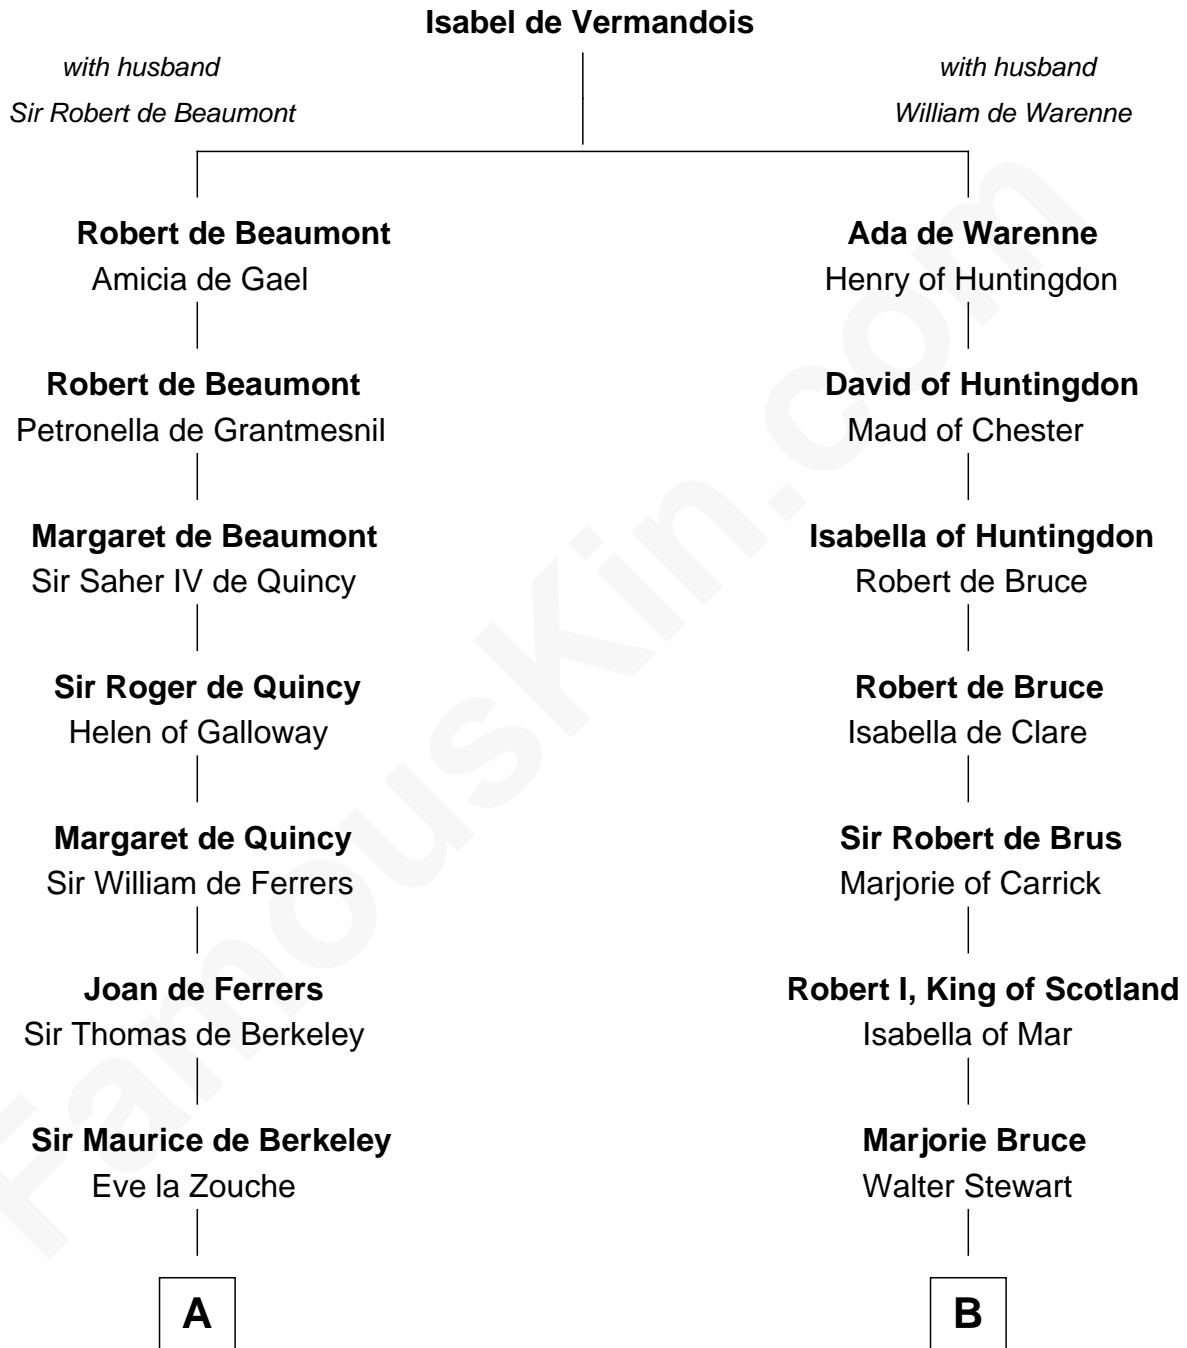 Isabel de Vermandois
with husband
Sir Robert de Beaumont
with husband
William de Warenne
Robert de Beaumont
Amicia de Gael
Ada de Warenne
Henry of Huntingdon
Robert de Beaumont
Petronella de Grantmesnil
David of Huntingdon
Maud of Chester
Margaret de Beaumont
Sir Saher IV de Quincy
Isabella of Huntingdon
Robert de Bruce
Sir Roger de Quincy
Helen of Galloway
Robert de Bruce
Isabella de Clare
Margaret de Quincy
Sir William de Ferrers
Sir Robert de Brus
Marjorie of Carrick
Joan de Ferrers
Sir Thomas de Berkeley
Robert I, King of Scotland
Isabella of Mar
Sir Maurice de Berkeley
Eve la Zouche
Marjorie Bruce
Walter Stewart
A
B
FamousKin.com